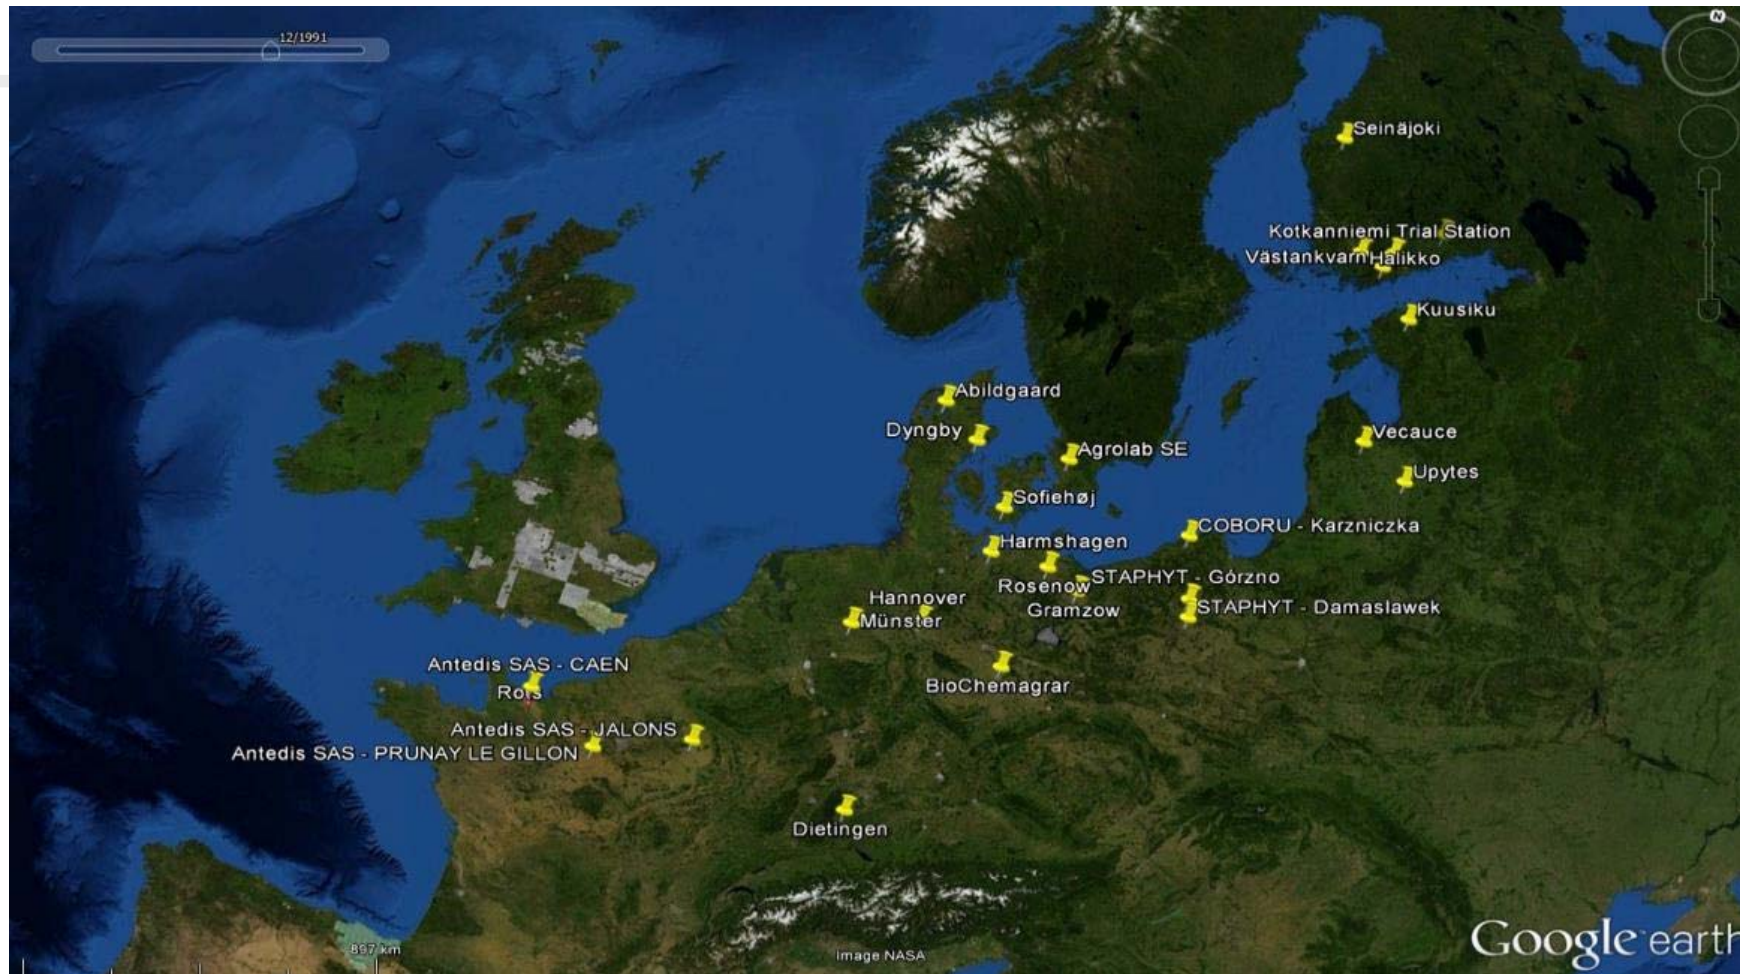 12/1991
N
Seinäjoki
Kotkanniemi Trial Station
Västankvarn
Halikko
Kuusiku
Abildgaard
Dyngby
Vecauce
Agrolab SE
Upytes
Sofiehøj
COBORU - Karzniczka
Harmshagen
STAPHYT - Górzno
Rosenow
Hannover
STAPHYT - Damaslawek
Gramzow
Münster
Antedis SAS - CAEN
BioChemagrar
Rots
Antedis SAS - JALONS
Antedis SAS - PRUNAY LE GILLON
Dietingen
897 km
Image NASA
Google earth